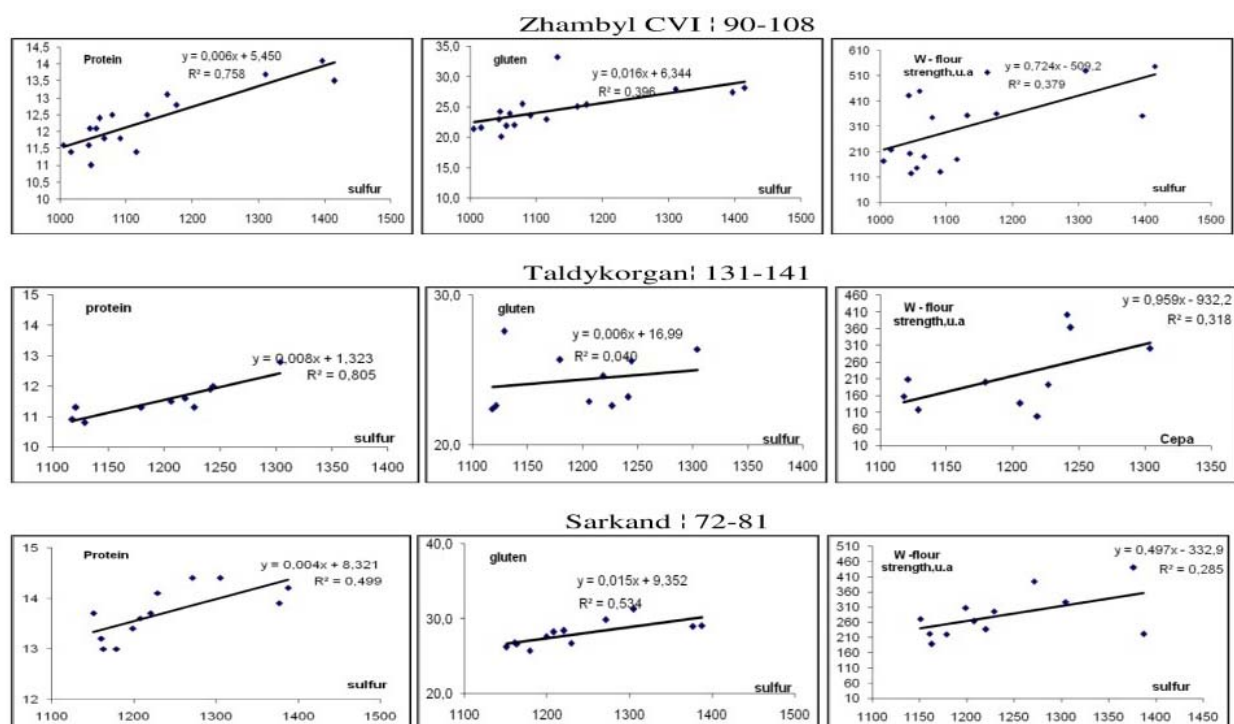 Zhambyl CVI ¦ 90-108
Protein
y = 0,006x + 5,450
R² = 0,758
14,5
14
13,5
13
12,5
12
11,5
11
10,5
10
1000 1100 1200 1300 1400 1500
sulfur
gluten
y = 0,016x + 6,344
R² = 0,396
35,0
30,0
25,0
20,0
15,0
1000 1100 1200 1300 1400 1500
sulfur
W - flour
strength,u.a
y = 0,724x - 509,2
R² = 0,379
610
510
410
310
210
110
10
1000 1100 1200 1300 1400 1500
sulfur
Taldykorgan¦ 131-141
protein
y = 0,008x + 1,323
R² = 0,805
15
14
13
12
11
10
1100 1150 1200 1250 1300 1350 1400
sulfur
gluten
y = 0,006x + 16,99
R² = 0,040
30,0
20,0
1100 1150 1200 1250 1300 1350 1400
sulfur
W - flour
strength,u.a
y = 0,959x - 932,2
R² = 0,318
460
410
360
310
260
210
160
110
60
10
1100 1150 1200 1250 1300 1350
Сера
Sarkand ¦ 72-81
Protein
y = 0,004x + 8,321
R² = 0,499
15
14
13
12
1100 1200 1300 1400 1500
sulfur
gluten
y = 0,015x + 9,352
R² = 0,534
40,0
30,0
20,0
1100 1200 1300 1400 1500
sulfur
W -flour
strength,u.a
y = 0,497x - 332,9
R² = 0,285
510
460
410
360
310
260
210
160
110
60
10
1100 1150 1200 1250 1300 1350 1400 1450
sulfur